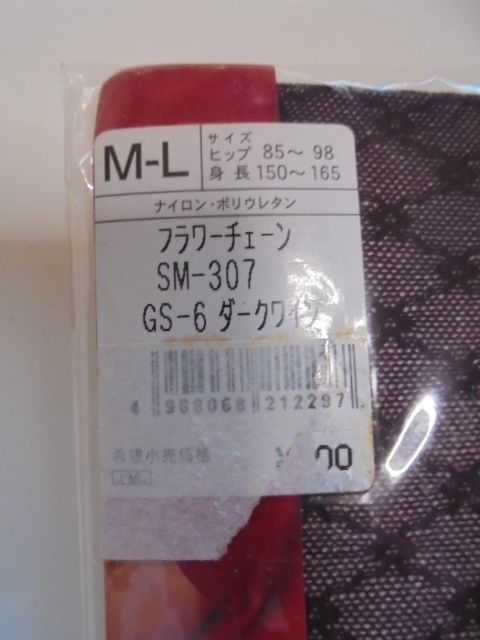 M-L
サイズ
ヒップ 85〜 98
身長 150〜165
ナイロン・ポリウレタン
フラワーチェーン
SM-307
GS-6 ダークワイン
4 968068 212297
希望小売価格
00